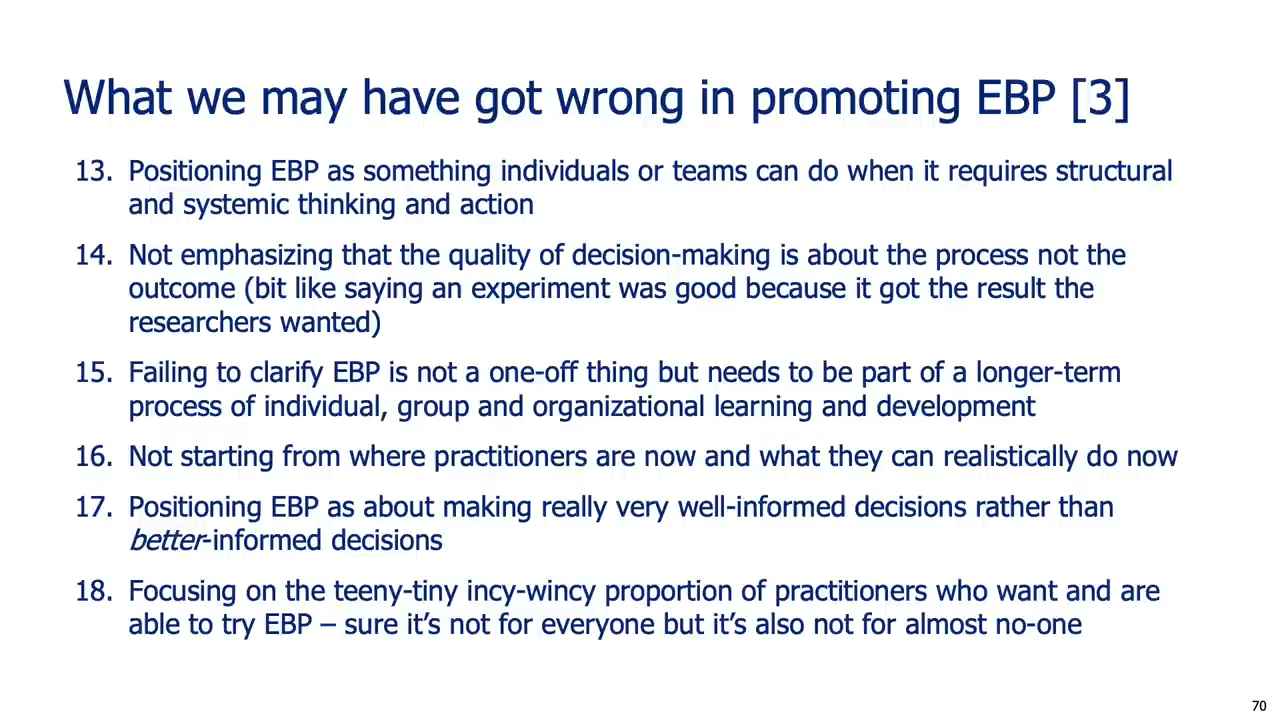 What we may have got wrong in promoting EBP [3]
13. Positioning EBP as something individuals or teams can do when it requires structural
and systemic thinking and action
14. Not emphasizing that the quality of decision-making is about the process not the
outcome (bit like saying an experiment was good because it got the result the
researchers wanted)
15. Failing to clarify EBP is not a one-off thing but needs to be part of a longer-term
process of individual, group and organizational learning and development
16. Not starting from where practitioners are now and what they can realistically do now
17. Positioning EBP as about making really very well-informed decisions rather than
better-informed decisions
18. Focusing on the teeny-tiny incy-wincy proportion of practitioners who want and are
able to try EBP – sure it’s not for everyone but it’s also not for almost no-one
70